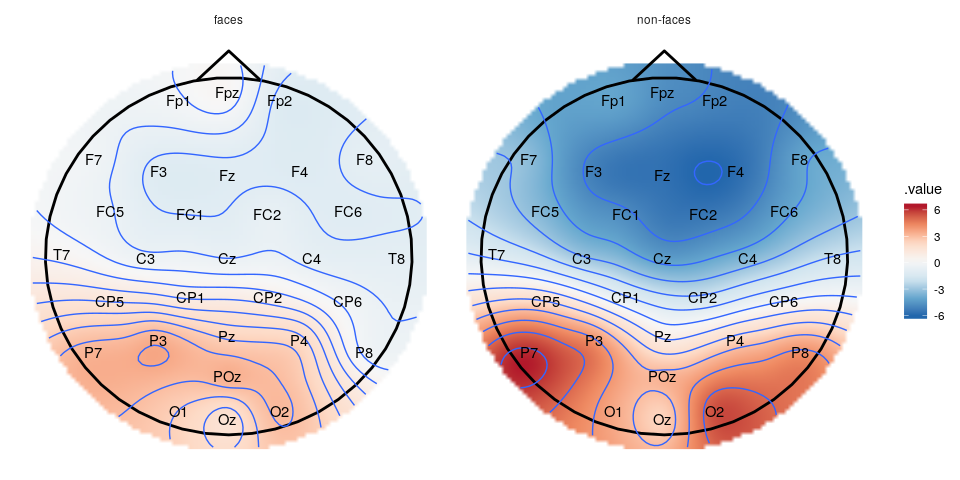 faces
non-faces
Fp1 Fpz Fp2
F7 F3 Fz F4 F8
FC5 FC1 FC2 FC6
T7 C3 Cz C4 T8
CP5 CP1 CP2 CP6
P7 P3 Pz P4 P8
POz
O1 Oz O2
Fp1 Fpz Fp2
F7 F3 Fz F4 F8
FC5 FC1 FC2 FC6
T7 C3 Cz C4 T8
CP5 CP1 CP2 CP6
P7 P3 Pz P4 P8
POz
O1 Oz O2
.value
6
3
0
-3
-6